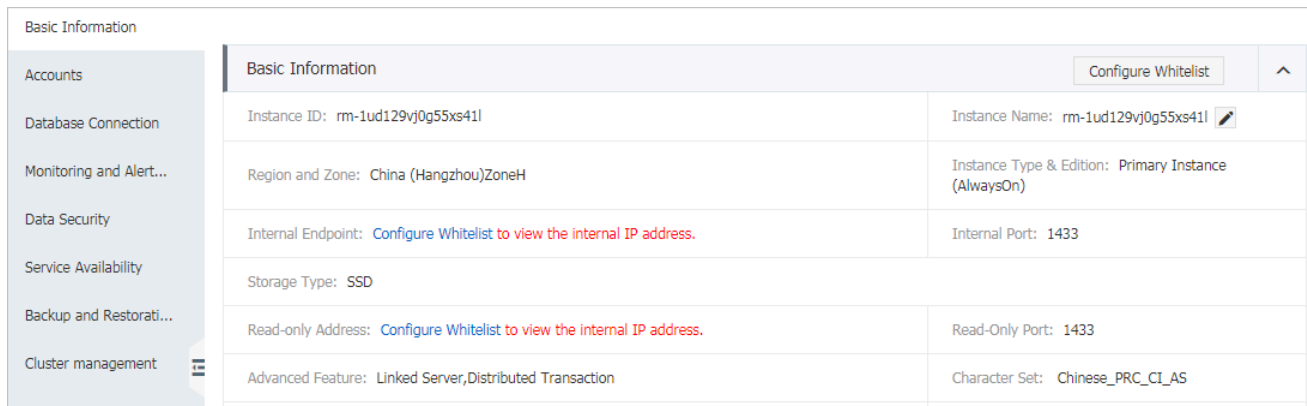 Basic Information
Accounts
Database Connection
Monitoring and Alert...
Data Security
Service Availability
Backup and Restorati...
Cluster management
Basic Information
Configure Whitelist
Instance ID: rm-1ud129vj0g55xs41l
Instance Name: rm-1ud129vj0g55xs41l
Region and Zone: China (Hangzhou)ZoneH
Instance Type & Edition: Primary Instance
(AlwaysOn)
Internal Endpoint: Configure Whitelist to view the internal IP address.
Internal Port: 1433
Storage Type: SSD
Read-only Address: Configure Whitelist to view the internal IP address.
Read-Only Port: 1433
Advanced Feature: Linked Server,Distributed Transaction
Character Set: Chinese_PRC_CI_AS